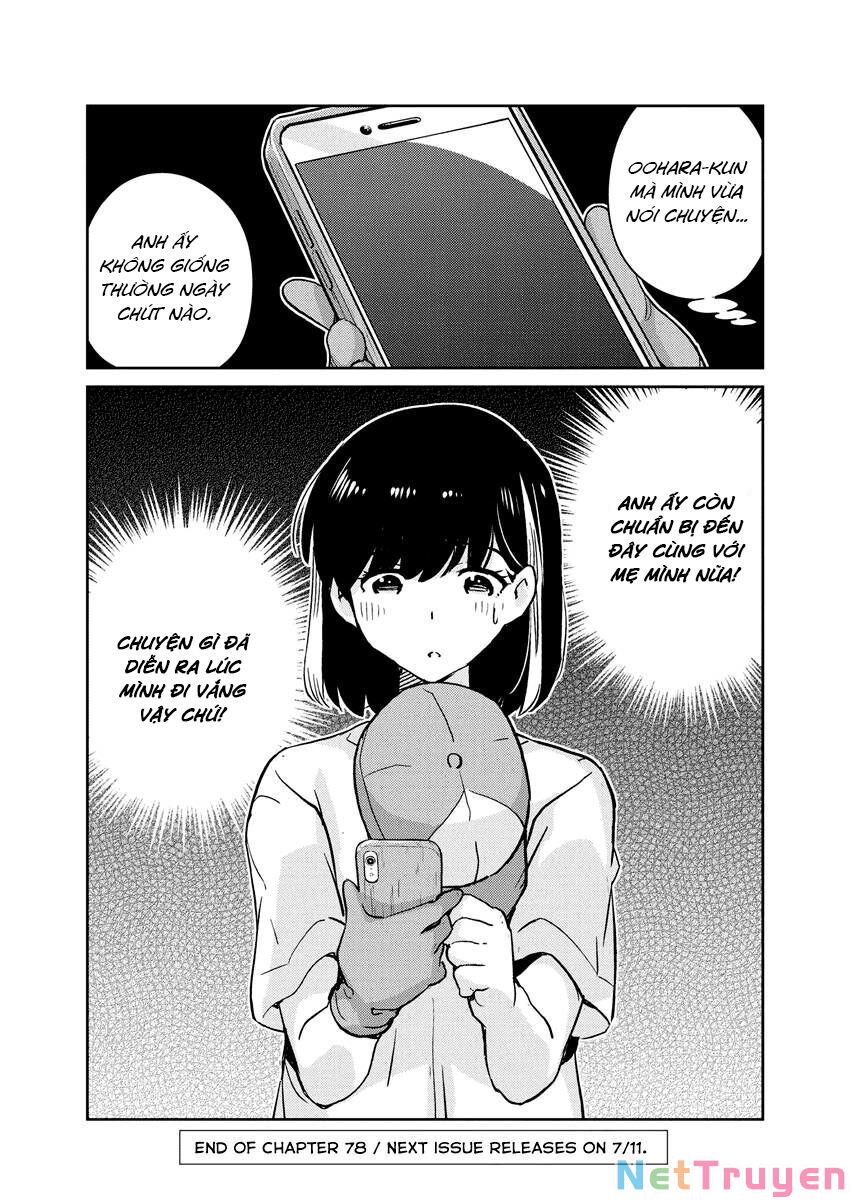 OOHARA-KUN
MÀ MÌNH VỪA
NÓI CHUYỆN...
ANH ẤY
KHÔNG GIỐNG
THƯỜNG NGÀY
CHÚT NÀO.
ANH ẤY CÒN
CHUẨN BỊ ĐẾN
ĐÂY CÙNG VỚI
MẸ MÌNH NỮA!
CHUYỆN GÌ ĐÃ
DIỄN RA LÚC
MÌNH ĐI VẮNG
VẬY CHỨ!
END OF CHAPTER 78 / NEXT ISSUE RELEASES ON 7/11.
NetTruyen